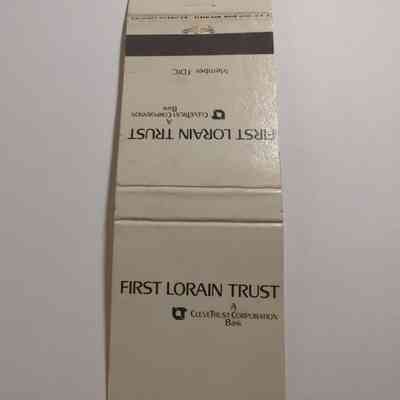 Member FDIC
FIRST LORAIN TRUST
A
CLEVETRUST CORPORATION
BANK
FIRST LORAIN TRUST
A
CLEVETRUST CORPORATION
BANK